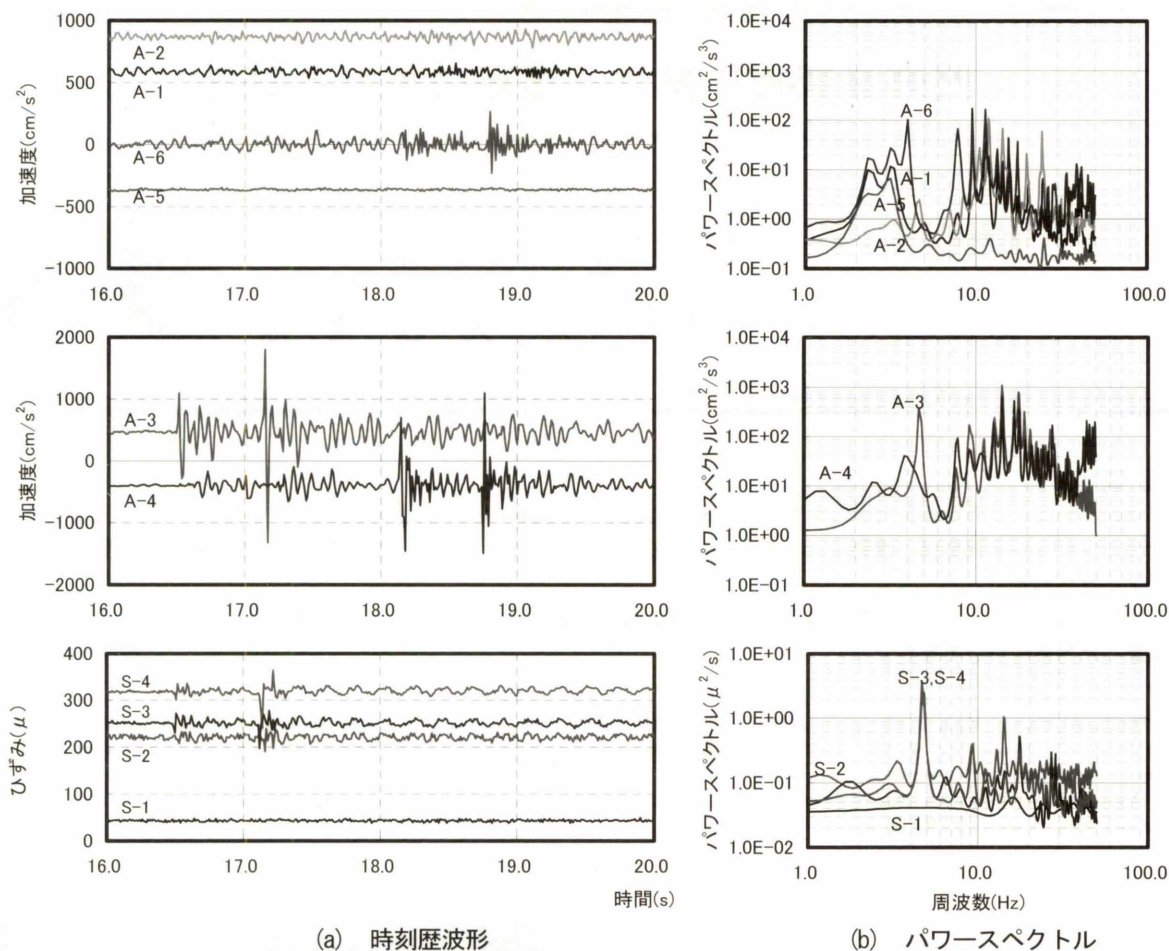 加速度(cm/s²)
1000
500
0
-500
-1000
A-2
A-1
A-6
A-5
16.0 17.0 18.0 19.0 20.0
パワースペクトル(cm²/s³)
1.0E+04
1.0E+03
1.0E+02
1.0E+01
1.0E+00
1.0E-01
A-6
A-1
A-5
A-2
1.0 10.0 100.0
加速度(cm/s²)
2000
1000
0
-1000
-2000
A-3
A-4
16.0 17.0 18.0 19.0 20.0
パワースペクトル(cm²/s³)
1.0E+04
1.0E+03
1.0E+02
1.0E+01
1.0E+00
1.0E-01
A-3
A-4
1.0 10.0 100.0
ひずみ(μ)
400
300
200
100
0
S-4
S-3
S-2
S-1
16.0 17.0 18.0 19.0 20.0
時間(s)
パワースペクトル(μ²/s)
1.0E+01
1.0E+00
1.0E-01
1.0E-02
S-3,S-4
S-2
S-1
1.0 10.0 100.0
周波数(Hz)
(a) 時刻歴波形
(b) パワースペクトル